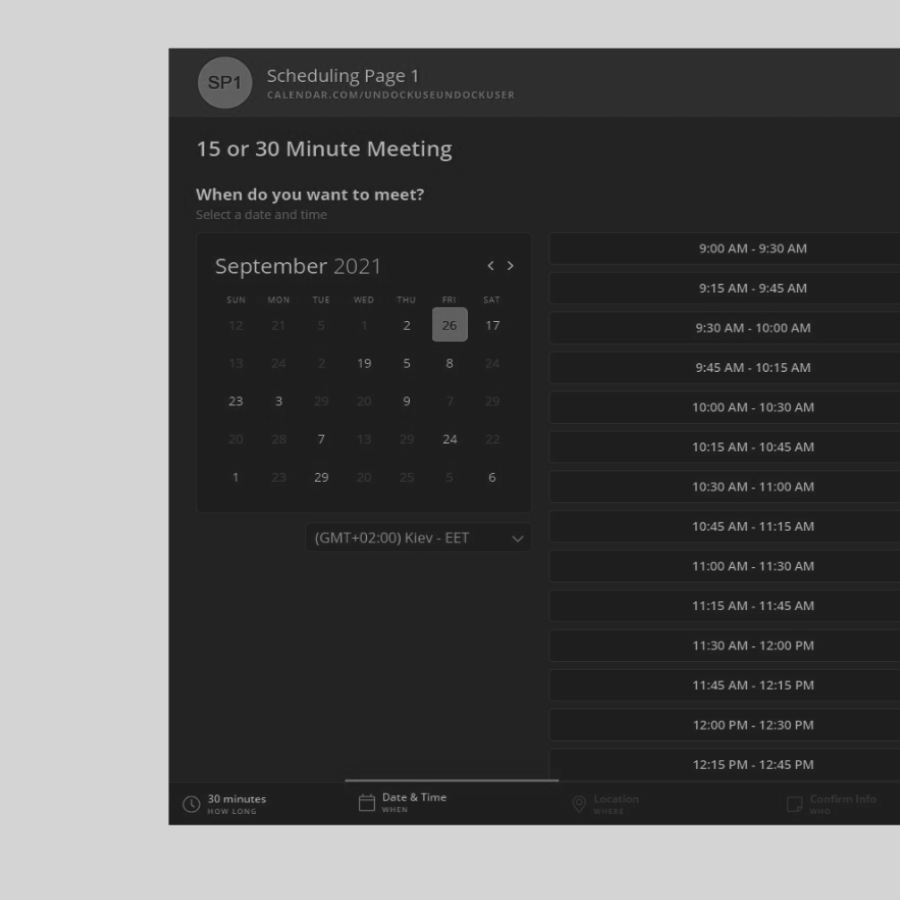 SP1
Scheduling Page 1
CALENDAR.COM/UNDOCKUSEUNDOCKUSER
15 or 30 Minute Meeting
When do you want to meet?
Select a date and time
September 2021
< >
SUN MON TUE WED THU FRI SAT
12 21 5 1 2 26 17
13 24 2 19 5 8 24
23 3 29 20 9 7 29
20 28 7 13 29 24 22
1 23 29 20 25 5 6
(GMT+02:00) Kiev - EET
9:00 AM - 9:30 AM
9:15 AM - 9:45 AM
9:30 AM - 10:00 AM
9:45 AM - 10:15 AM
10:00 AM - 10:30 AM
10:15 AM - 10:45 AM
10:30 AM - 11:00 AM
10:45 AM - 11:15 AM
11:00 AM - 11:30 AM
11:15 AM - 11:45 AM
11:30 AM - 12:00 PM
11:45 AM - 12:15 PM
12:00 PM - 12:30 PM
12:15 PM - 12:45 PM
30 minutes
HOW LONG
Date & Time
WHEN
Location
WHERE
Confirm Info
WHO